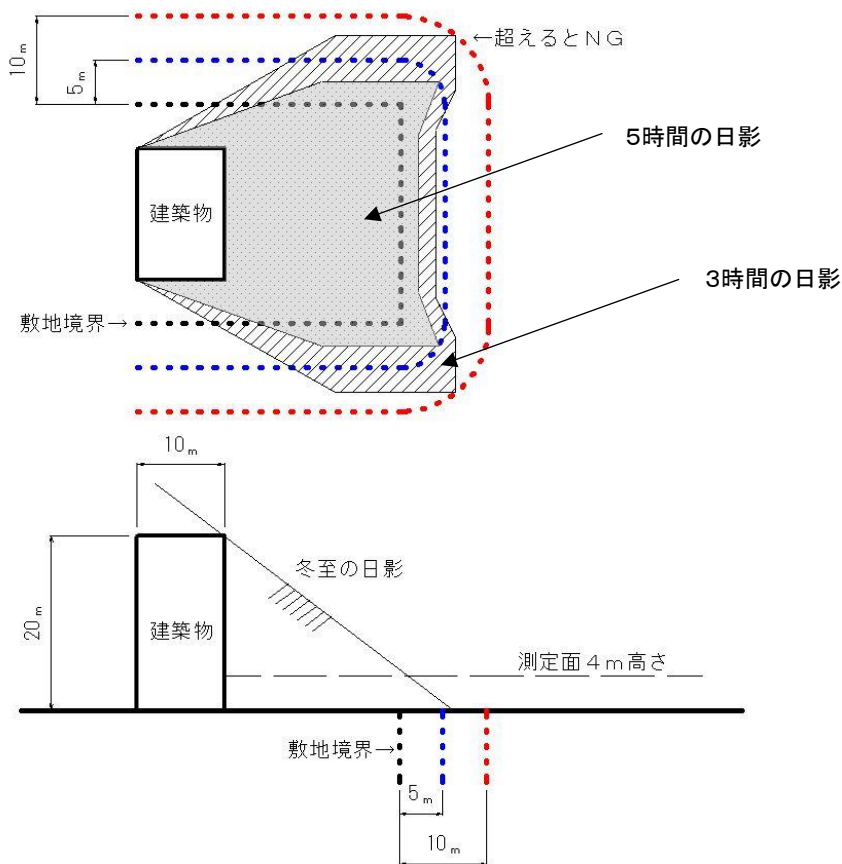 10m
5m
←超えるとＮＧ
5時間の日影
建築物
3時間の日影
敷地境界→
10m
冬至の日影
20m
建築物
測定面４ｍ高さ
敷地境界→
5m
10m